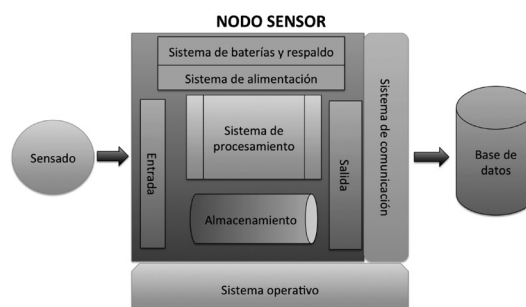 NODO SENSOR
Sistema de baterías y respaldo
Sistema de alimentación
Sensado
Entrada
Sistema de
procesamiento
Almacenamiento
Salida
Sistema de comunicación
Base de
datos
Sistema operativo